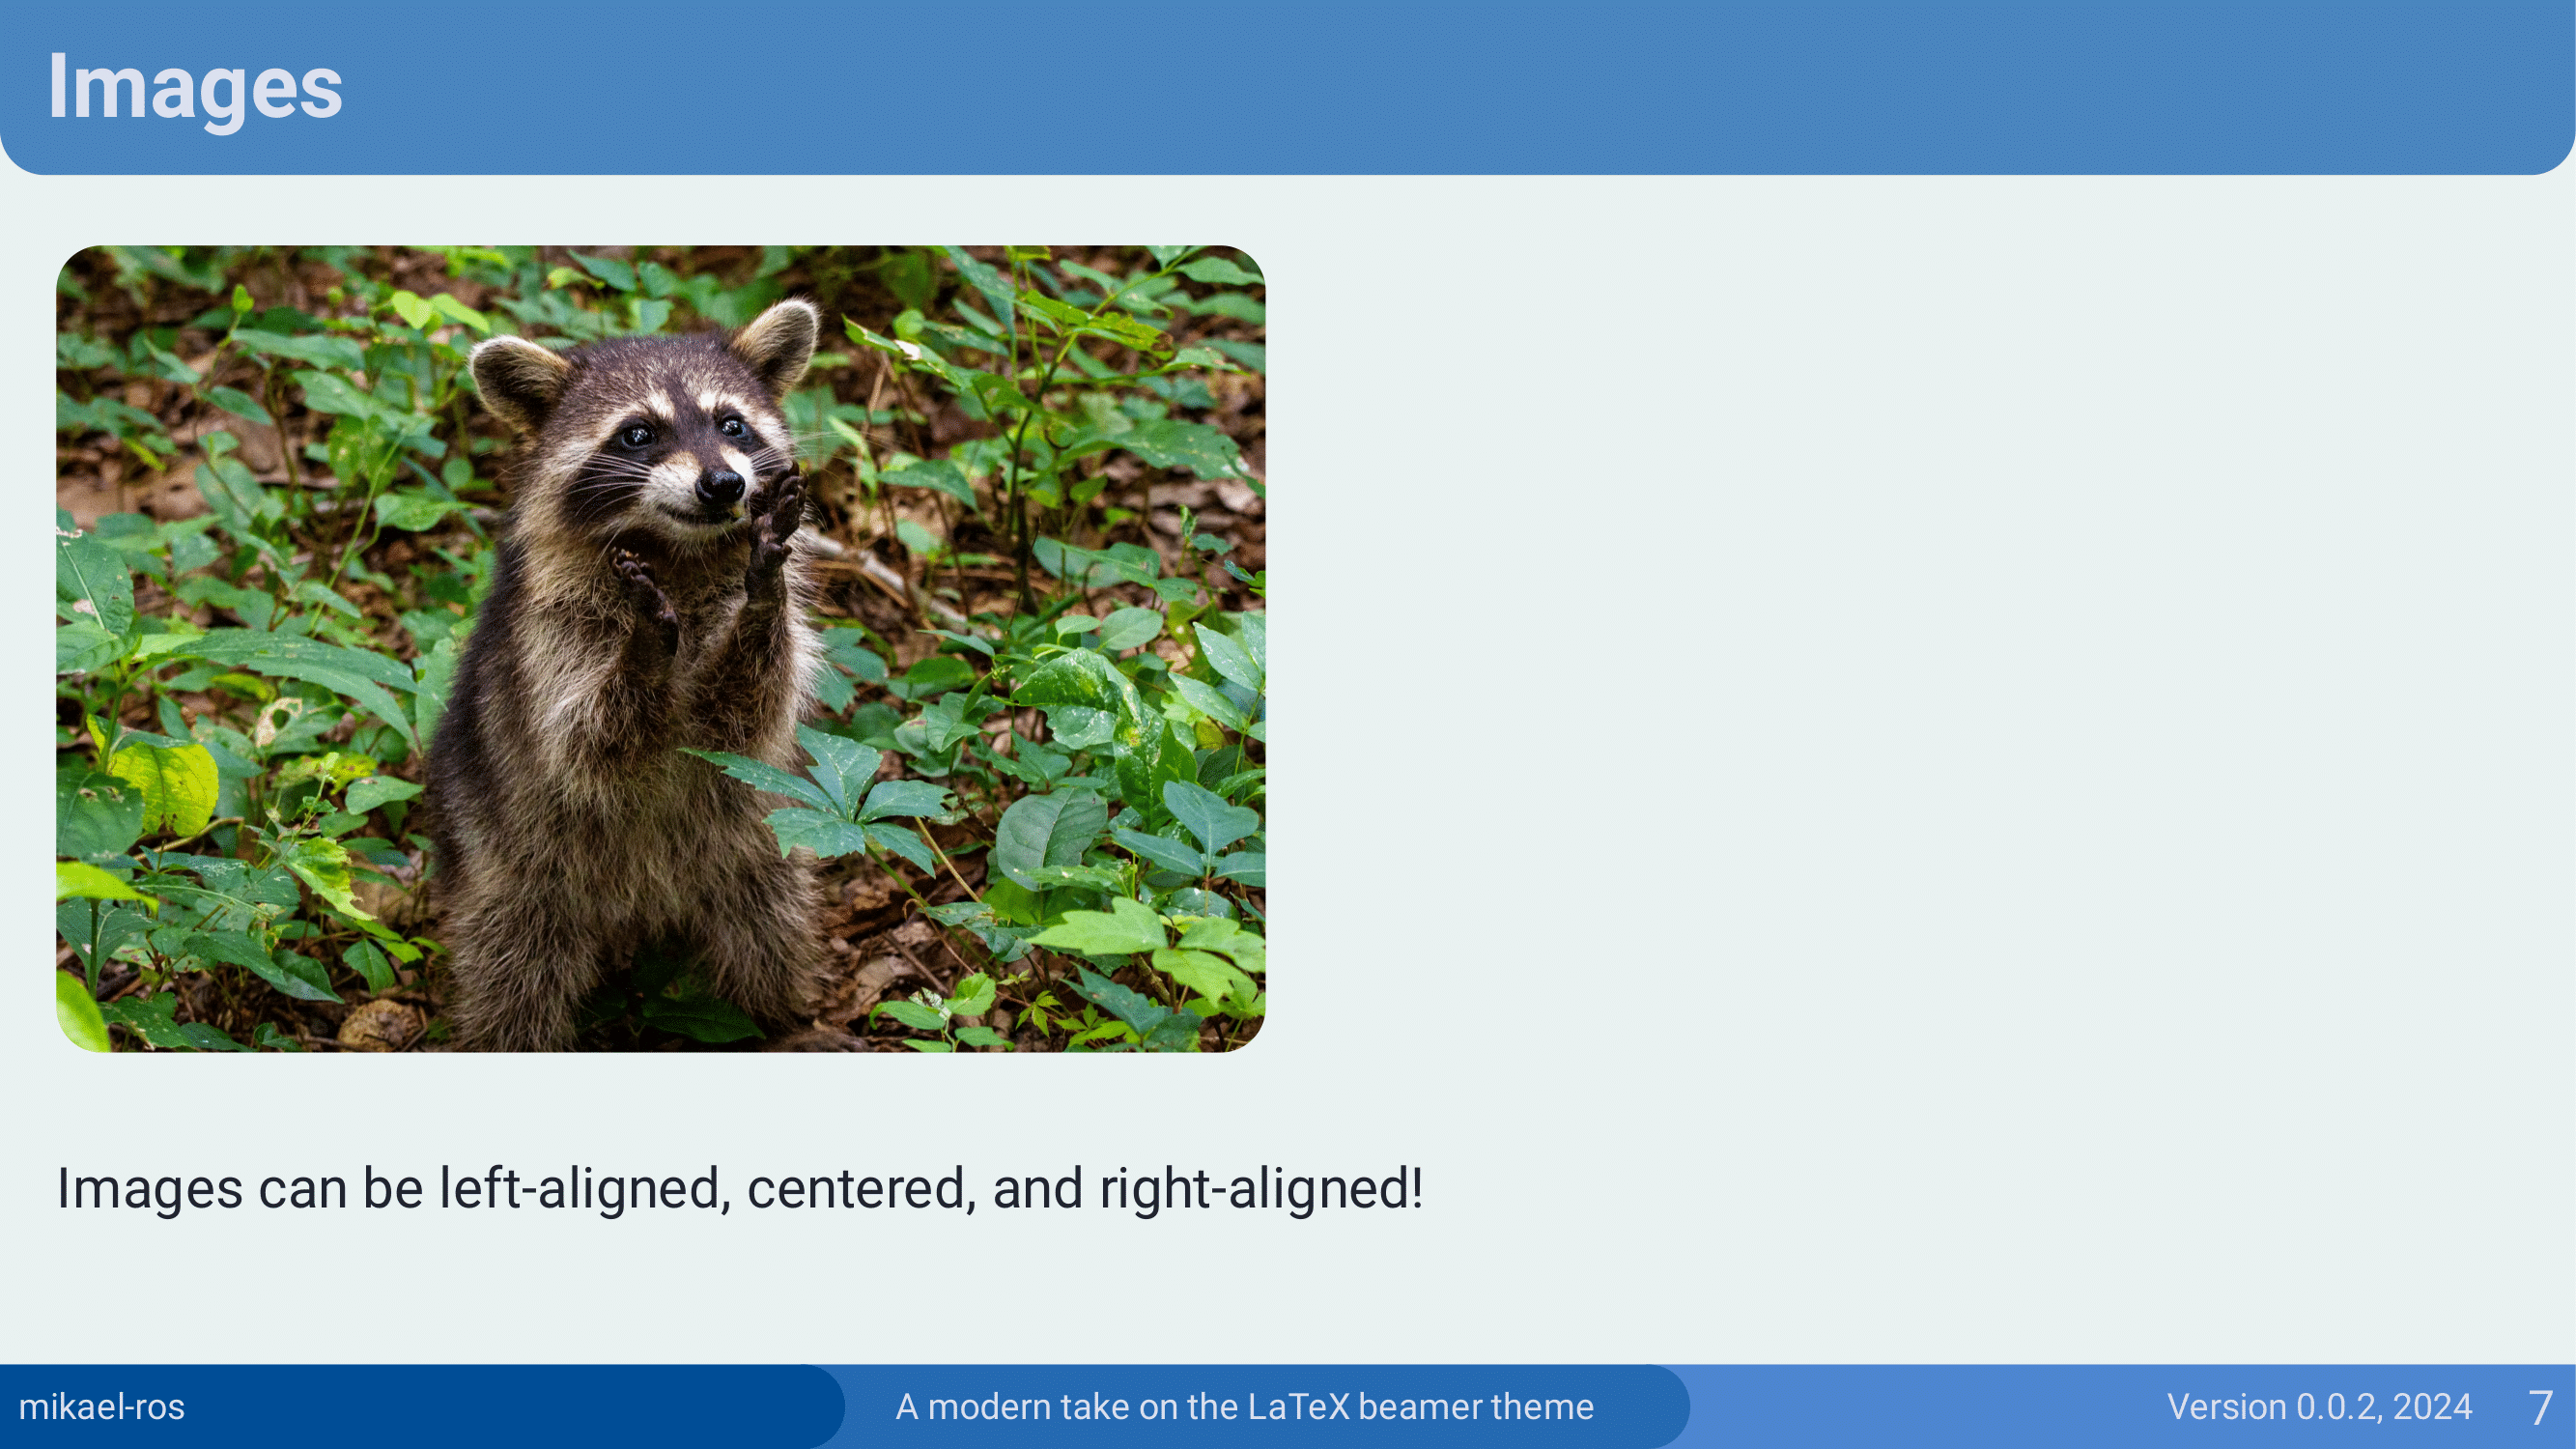 Images
Images can be left-aligned, centered, and right-aligned!
mikael-ros
A modern take on the LaTeX beamer theme
Version 0.0.2, 2024
7